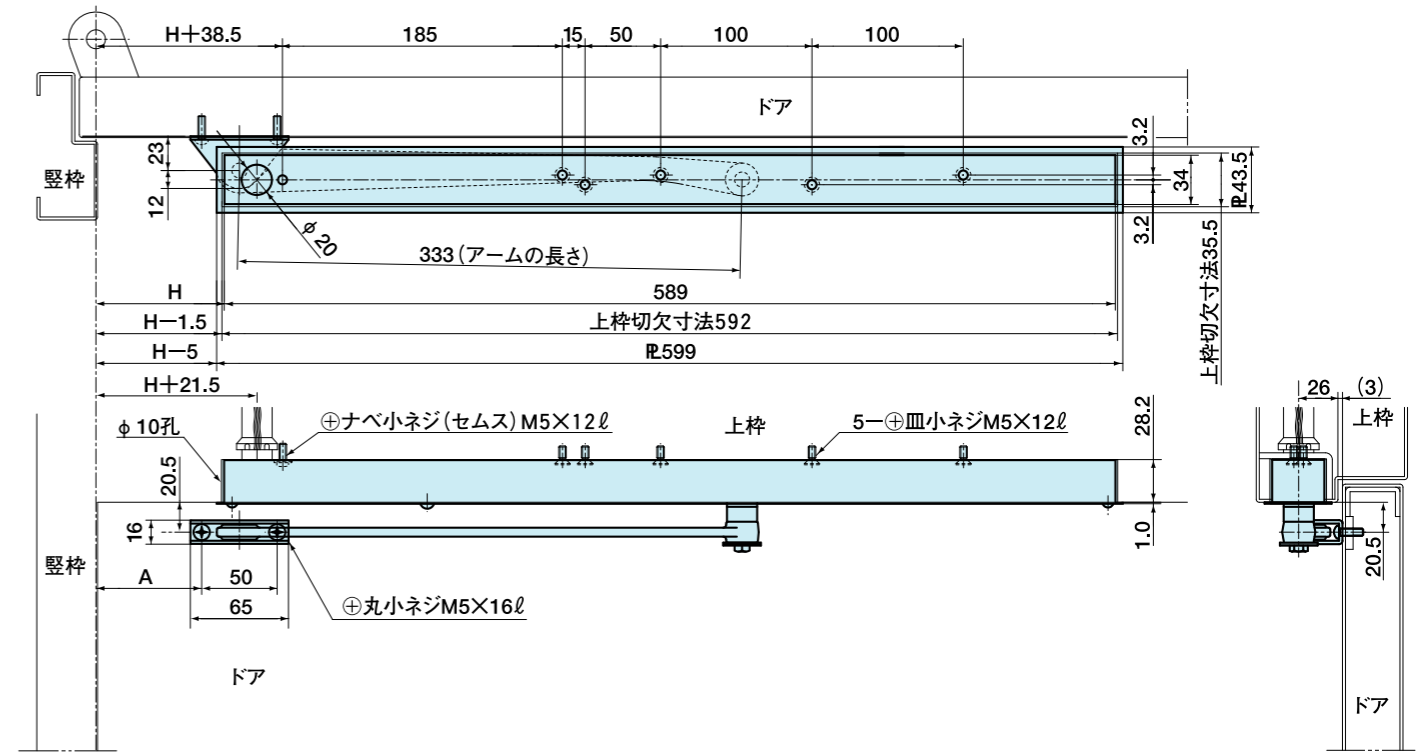 H+38.5
185
15
50
100
100
ドア
3.2
23
竪枠
12
34
℄43.5
3.2
φ20
333(アームの長さ)
上枠切欠寸法35.5
H
589
H-1.5
上枠切欠寸法592
H-5
℄599
H+21.5
26
(3)
φ10孔
⊕ナベ小ネジ(セムス)M5×12ℓ
上枠
5-⊕皿小ネジM5×12ℓ
28.2
上枠
20.5
16
1.0
20.5
竪枠
A
50
65
⊕丸小ネジM5×16ℓ
ドア
ドア